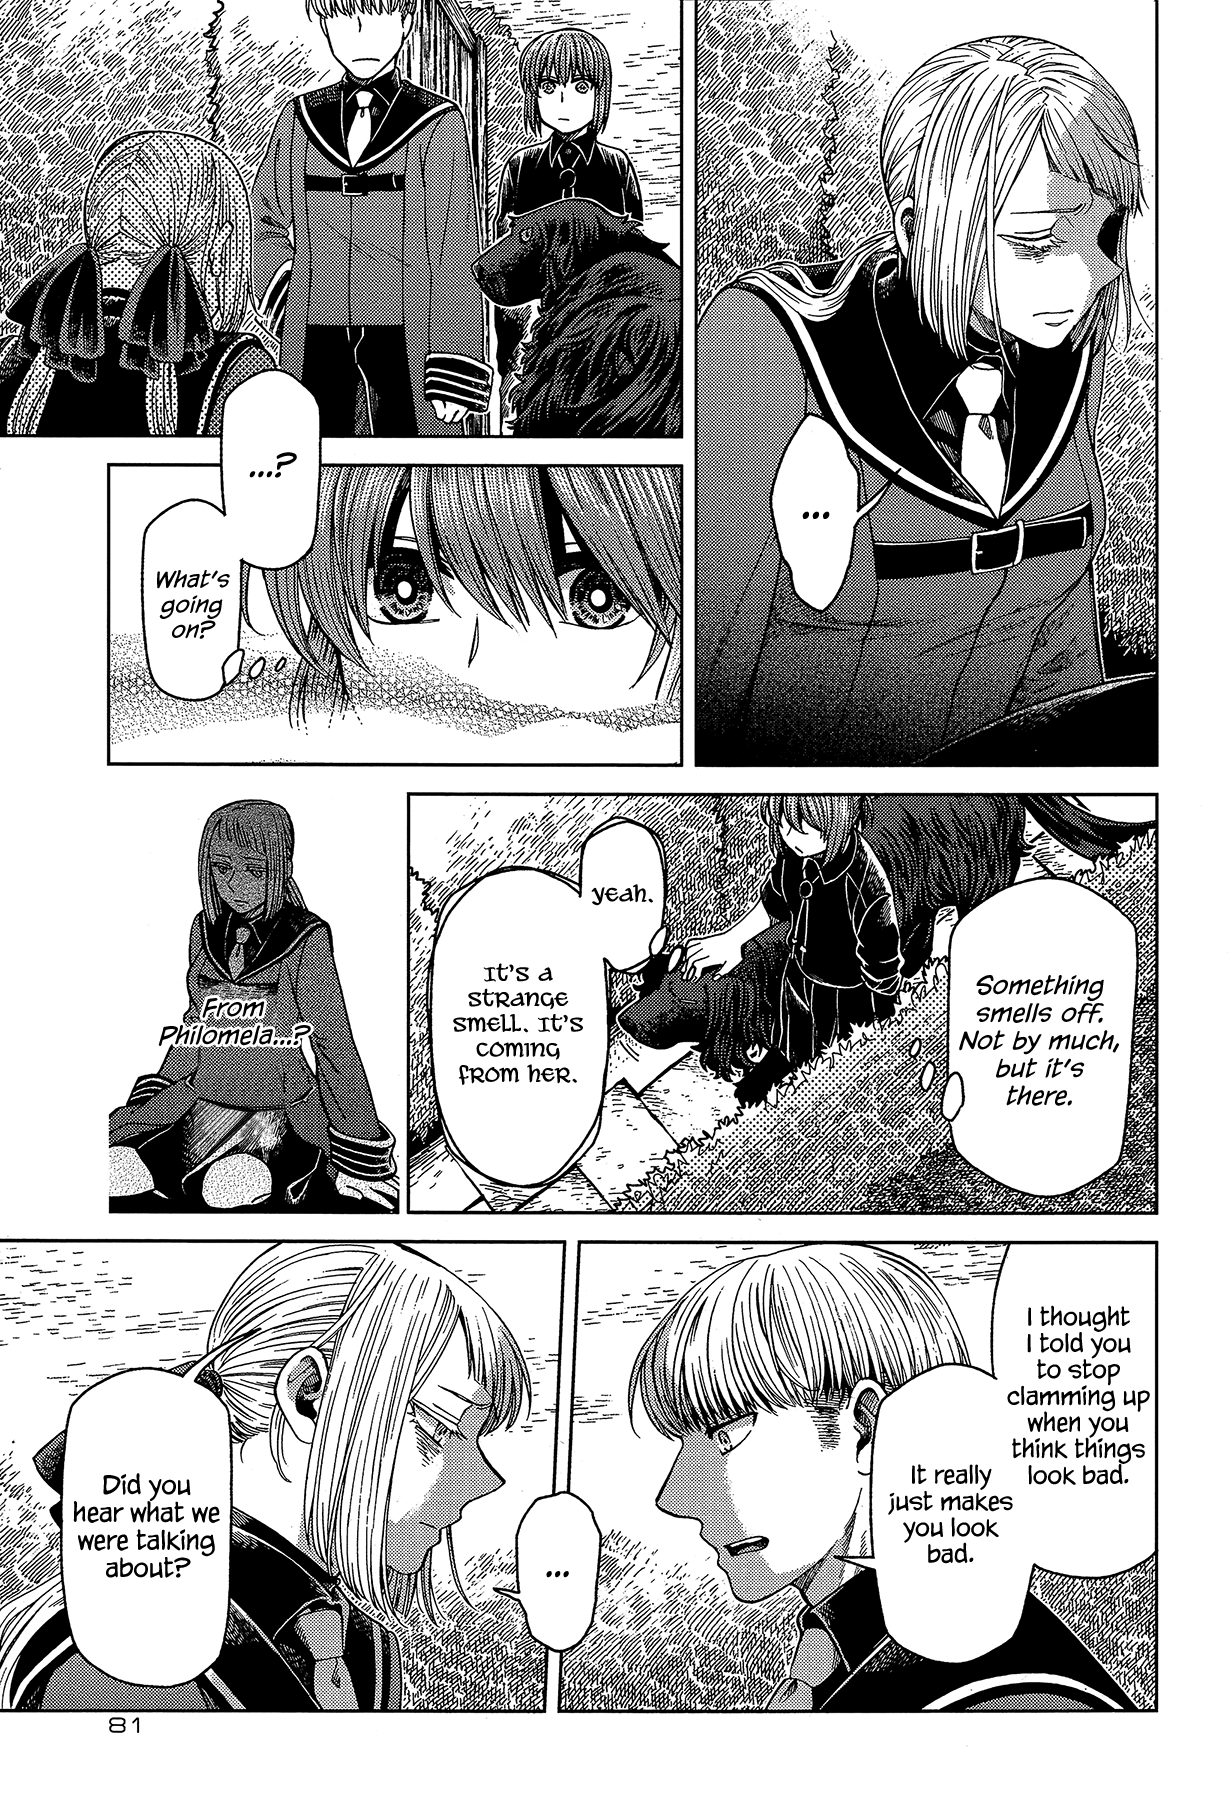 ...
...?
What's
going
on?
Something
smells off.
Not by much,
but it's
there.
yeah.
It's a
strange
smell. It's
coming
from her.
From
Philomela...?
I thought
I told you
to stop
clamming up
when you
think things
look bad.
It really
just makes
you look
bad.
...
Did you
hear what we
were talking
about?
81